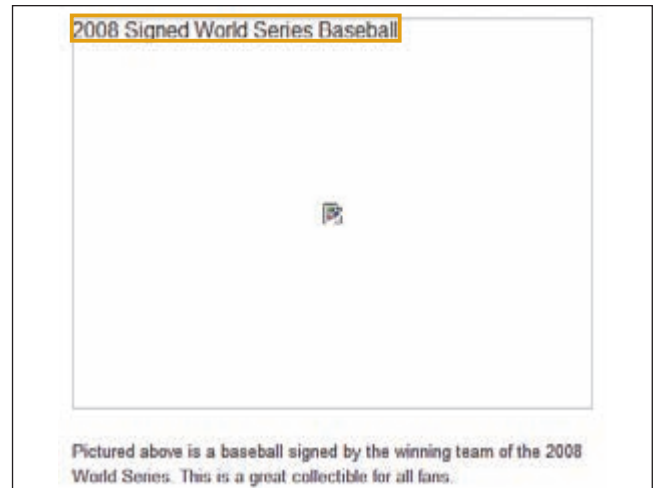 2008 Signed World Series Baseball
Pictured above is a baseball signed by the winning team of the 2008
World Series. This is a great collectible for all fans.